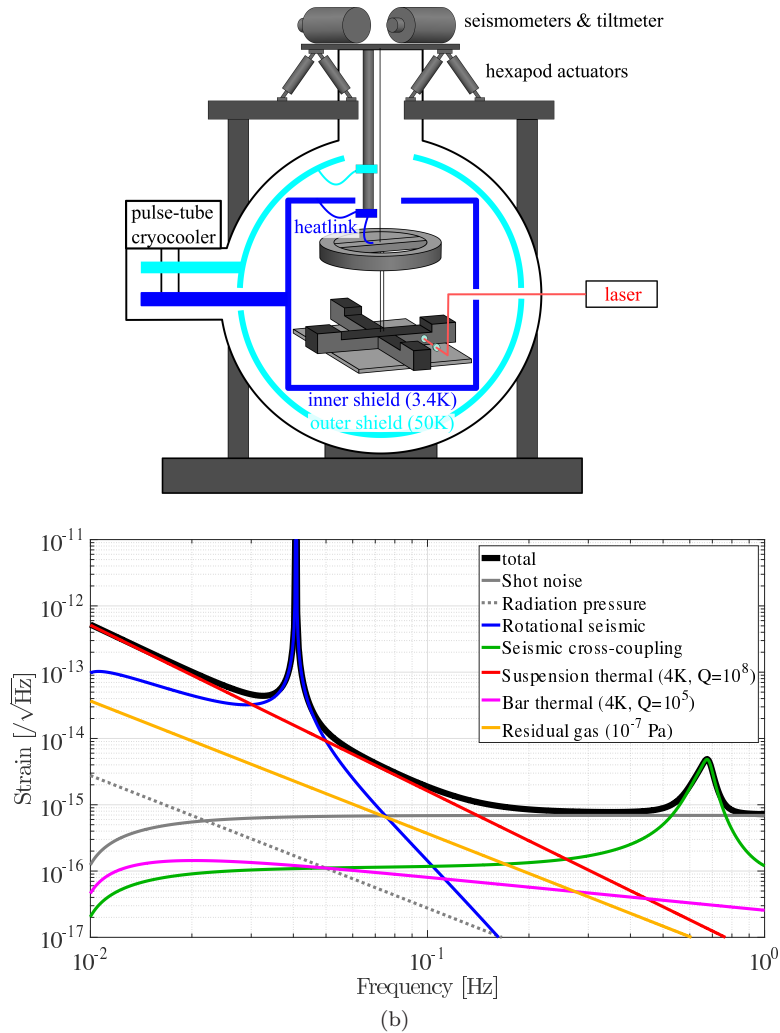 seismometers & tiltmeter
hexapod actuators
pulse-tube
cryocooler
heatlink
laser
inner shield (3.4K)
outer shield (50K)
10^-11
10^-12
10^-13
10^-14
10^-15
10^-16
10^-17
Strain [/√Hz]
total
Shot noise
Radiation pressure
Rotational seismic
Seismic cross-coupling
Suspension thermal (4K, Q=10^8)
Bar thermal (4K, Q=10^5)
Residual gas (10^-7 Pa)
10^-2 10^-1 10^0
Frequency [Hz]
(b)